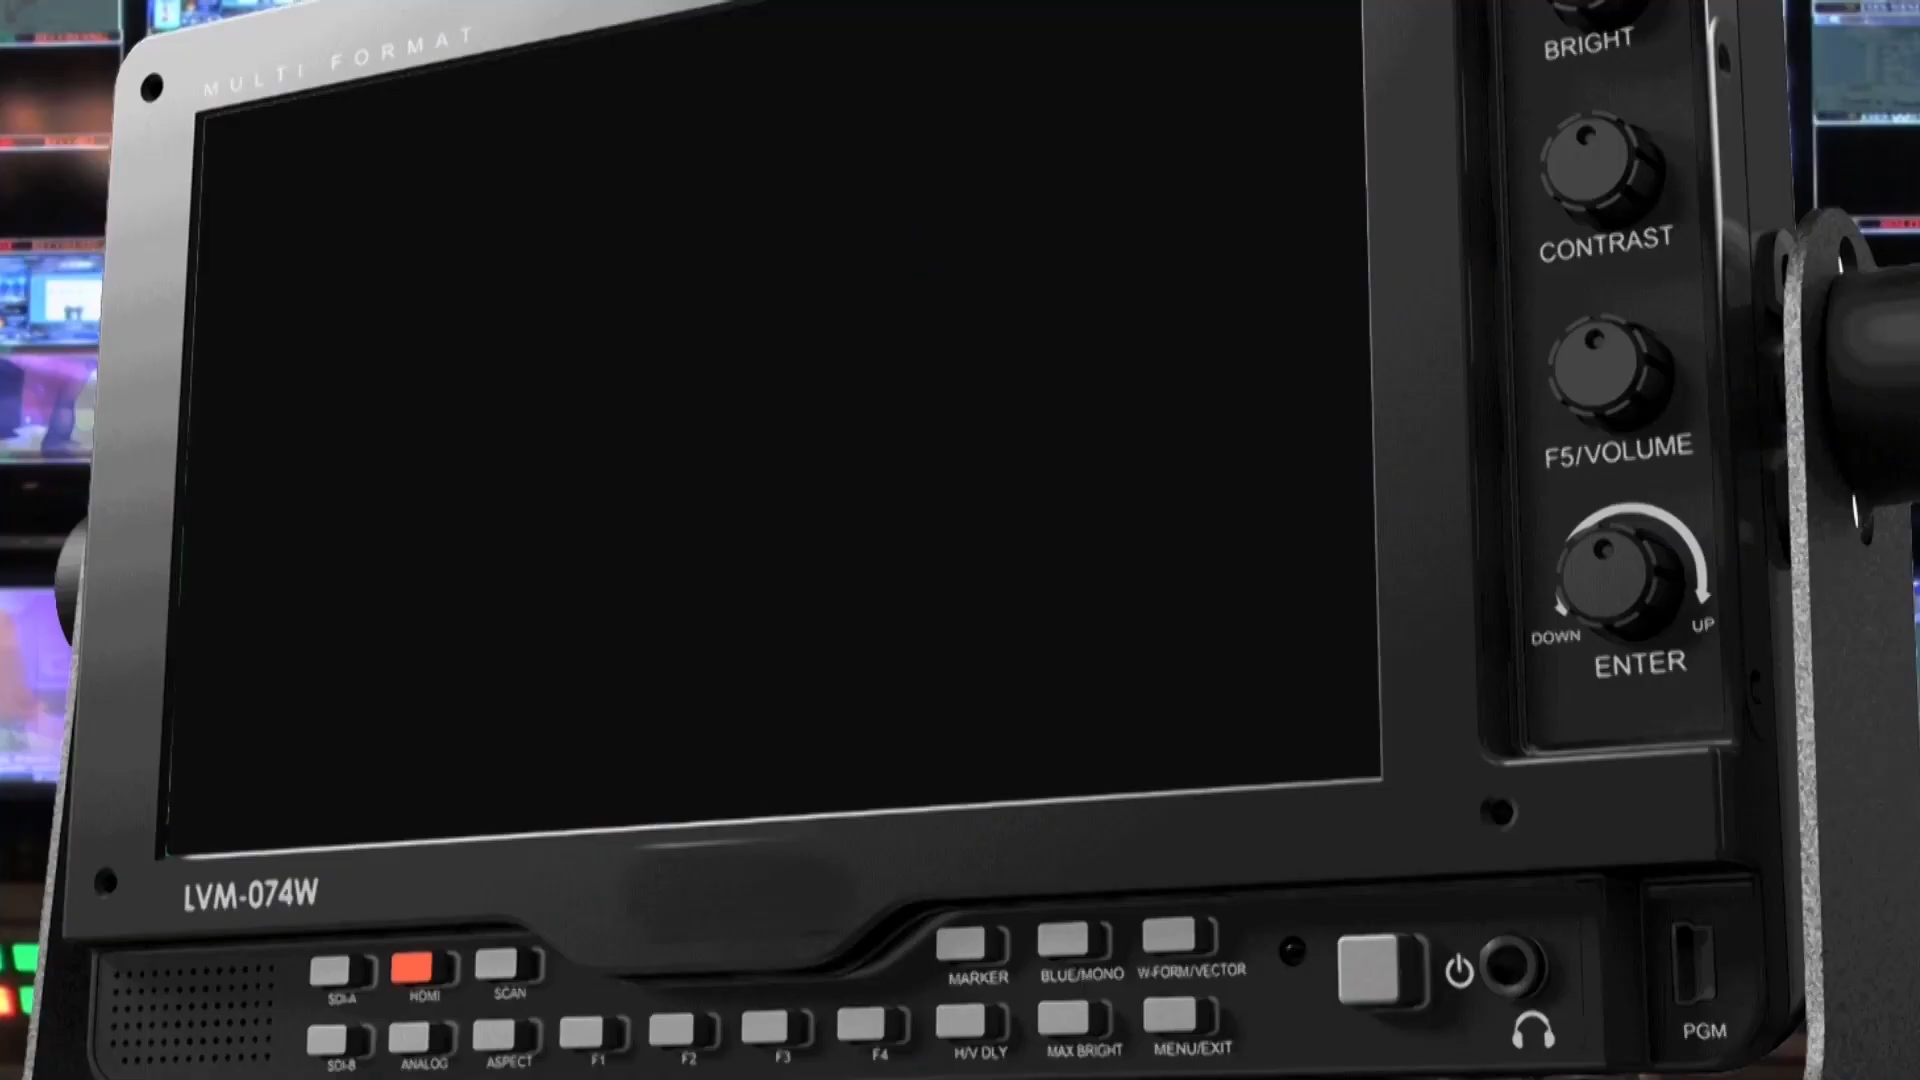 MULTI FORMAT
BRIGHT
CONTRAST
F5/VOLUME
DOWN
UP
ENTER
LVM-074W
SDI-A
HDMI
SCAN
MARKER
BLUE/MONO
W-FORM/VECTOR
SDI-B
ANALOG
ASPECT
F1
F2
F3
F4
H/V DLY
MAX BRIGHT
MENU/EXIT
PGM